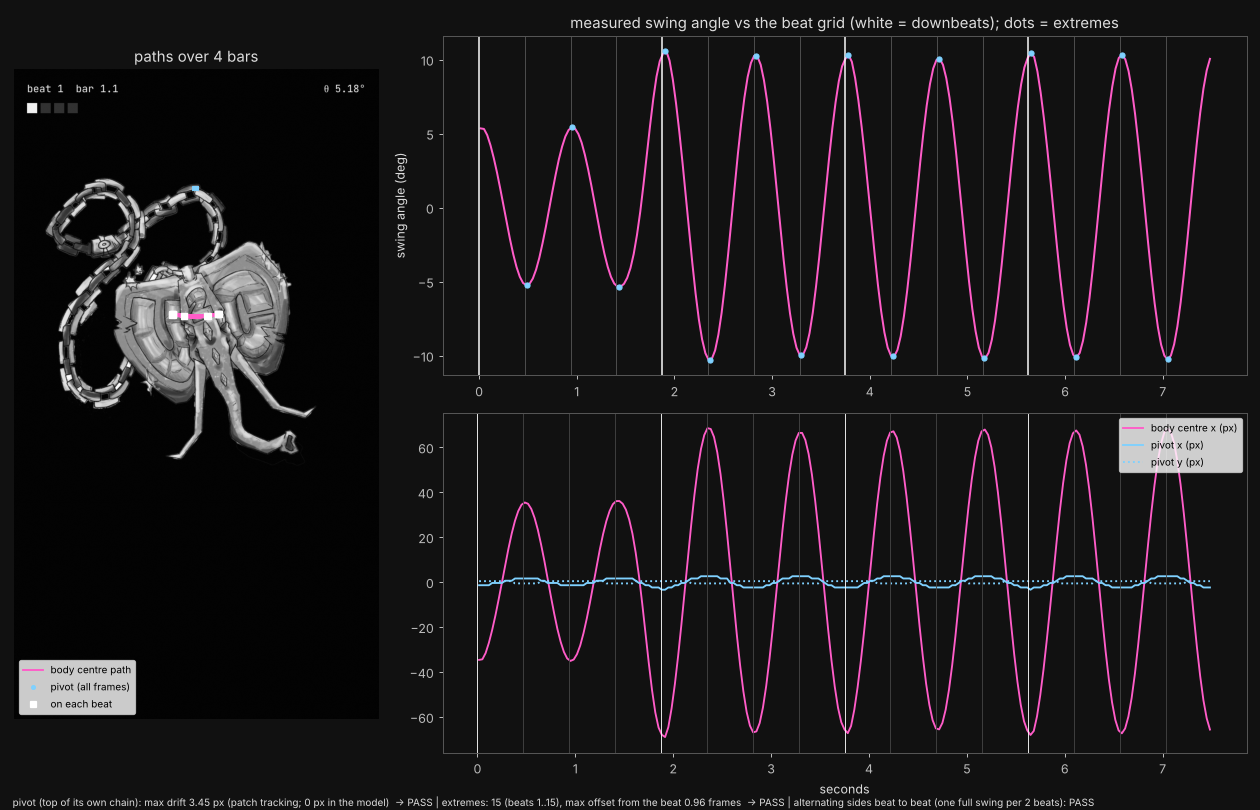 measured swing angle vs the beat grid (white = downbeats); dots = extremes
paths over 4 bars
beat 1 bar 1.1
θ 5.18°
swing angle (deg)
10
5
0
−5
−10
0 1 2 3 4 5 6 7
body centre x (px)
pivot x (px)
pivot y (px)
60
40
20
0
−20
−40
−60
0 1 2 3 4 5 6 7
seconds
body centre path
pivot (all frames)
on each beat
pivot (top of its own chain): max drift 3.45 px (patch tracking; 0 px in the model) → PASS | extremes: 15 (beats 1..15), max offset from the beat 0.96 frames → PASS | alternating sides beat to beat (one full swing per 2 beats): PASS